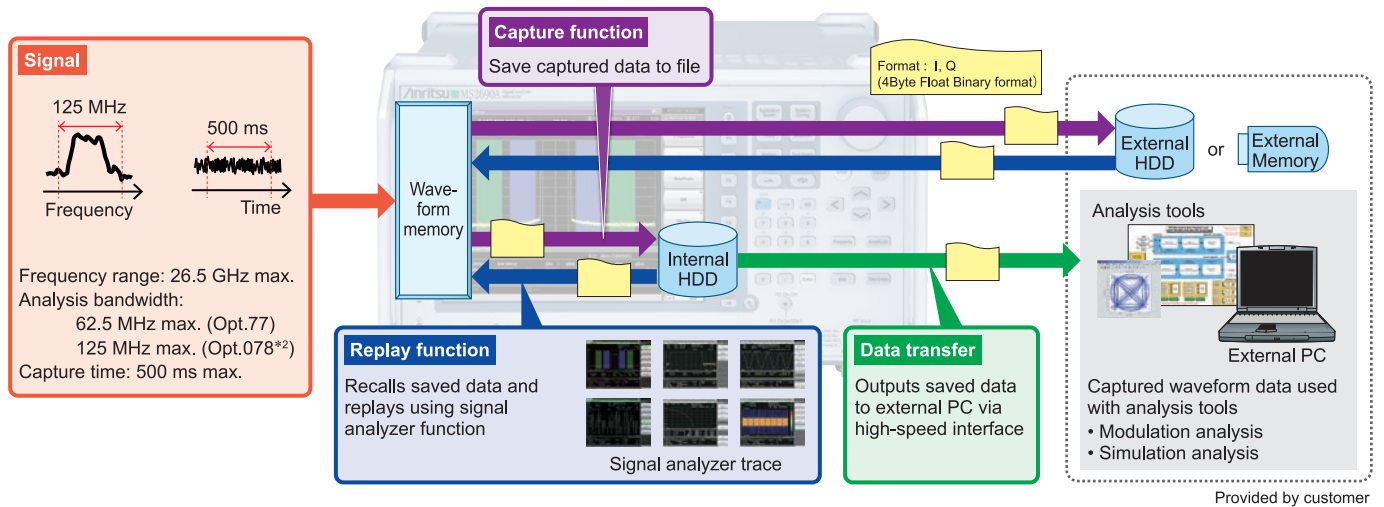 Signal
125 MHz
Frequency
500 ms
Time
Frequency range: 26.5 GHz max.
Analysis bandwidth:
62.5 MHz max. (Opt.77)
125 MHz max. (Opt.078*2)
Capture time: 500 ms max.
Capture function
Save captured data to file
Anritsu MS2690A
Wave-
form
memory
Format : I, Q
(4Byte Float Binary format)
External
HDD
or
External
Memory
Internal
HDD
Replay function
Recalls saved data and
replays using signal
analyzer function
Signal analyzer trace
Data transfer
Outputs saved data
to external PC via
high-speed interface
Analysis tools
External PC
Captured waveform data used
with analysis tools
• Modulation analysis
• Simulation analysis
Provided by customer